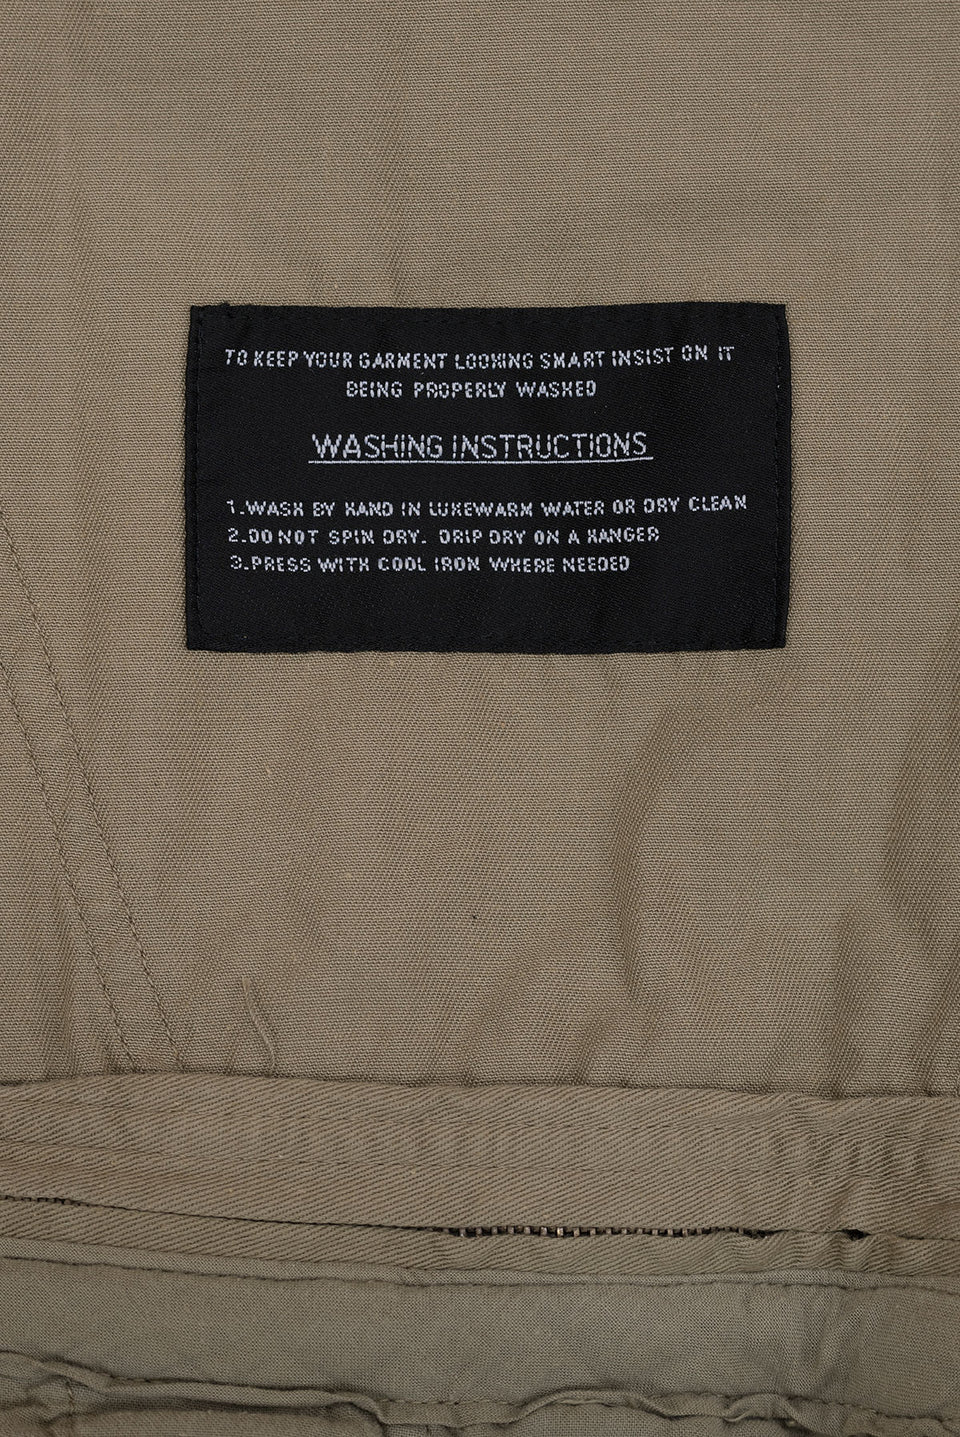 TO KEEP YOUR GARMENT LOOKING SMART INSIST ON IT
BEING PROPERLY WASHED
WASHING INSTRUCTIONS
1.WASH BY HAND IN LUKEWARM WATER OR DRY CLEAN
2.DO NOT SPIN DRY. DRIP DRY ON A HANGER
3.PRESS WITH COOL IRON WHERE NEEDED